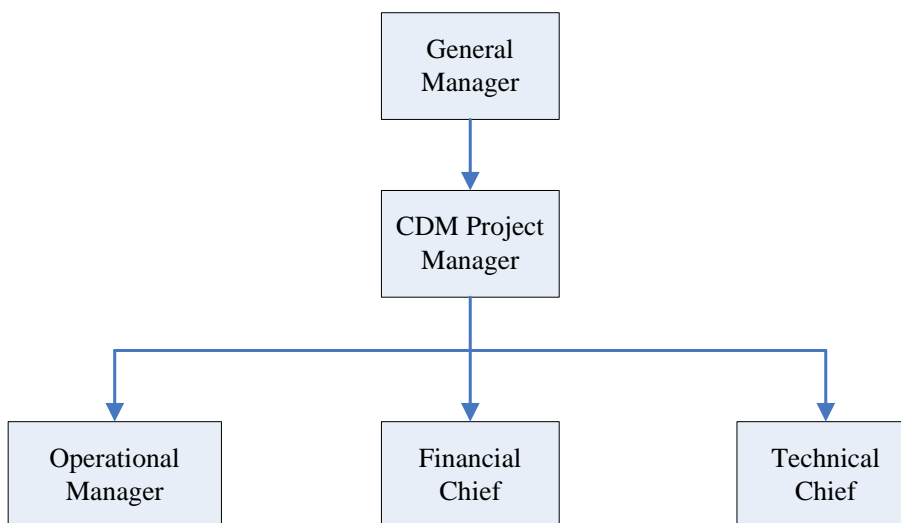 General
Manager
CDM Project
Manager
Operational
Manager
Financial
Chief
Technical
Chief